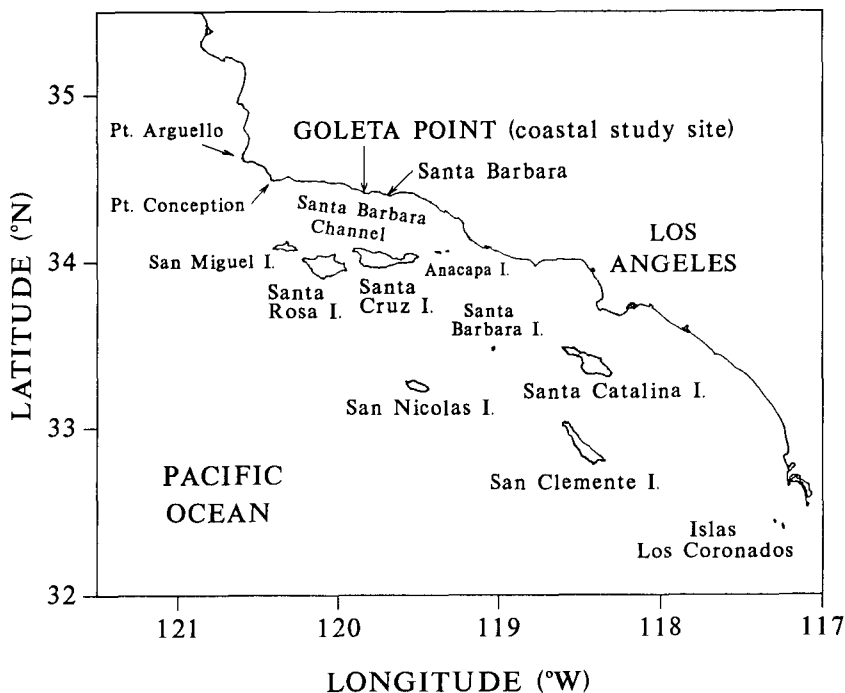 35
34
33
32
LATITUDE (ºN)
Pt. Arguello
GOLETA POINT (coastal study site)
Santa Barbara
Pt. Conception
Santa Barbara
Channel
LOS
ANGELES
San Miguel I.
Anacapa I.
Santa
Rosa I.
Santa
Cruz I.
Santa
Barbara I.
Santa Catalina I.
San Nicolas I.
PACIFIC
OCEAN
San Clemente I.
Islas
Los Coronados
121
120
119
118
117
LONGITUDE (ºW)